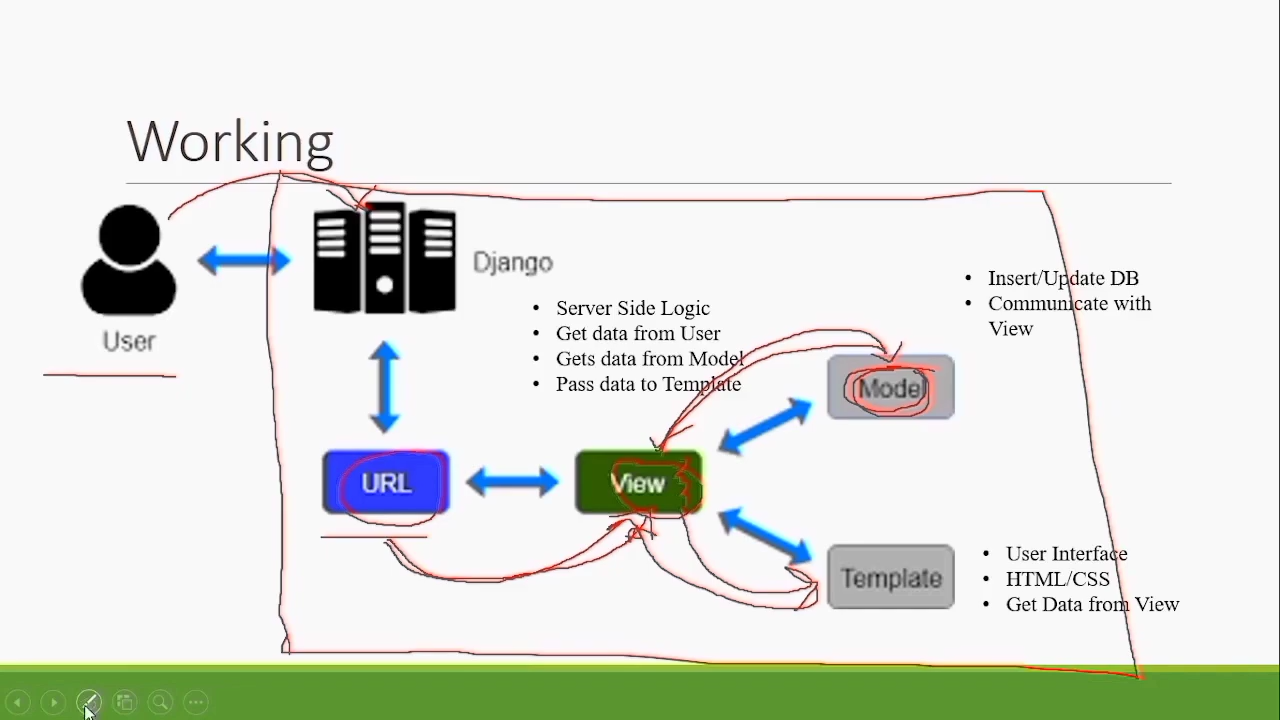 Working
User
Django
• Server Side Logic
• Get data from User
• Gets data from Model
• Pass data to Template
• Insert/Update DB
• Communicate with
View
Model
URL
View
Template
• User Interface
• HTML/CSS
• Get Data from View